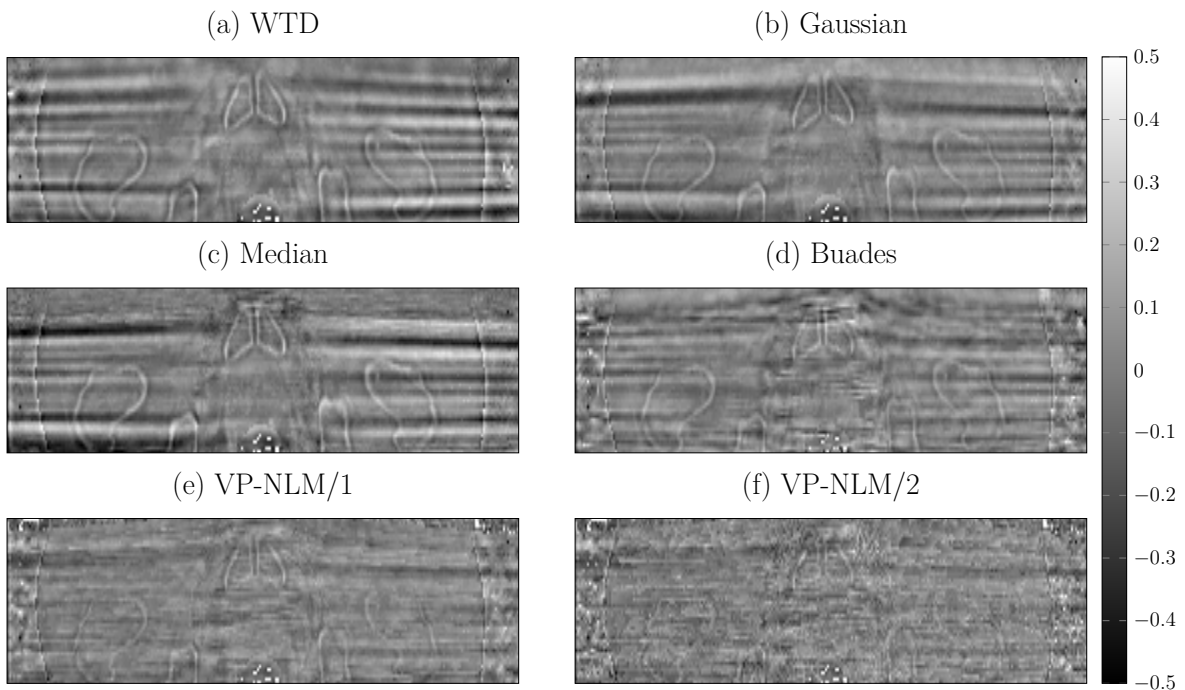 (a) WTD
(b) Gaussian
(c) Median
(d) Buades
(e) VP-NLM/1
(f) VP-NLM/2
0.5
0.4
0.3
0.2
0.1
0
−0.1
−0.2
−0.3
−0.4
−0.5